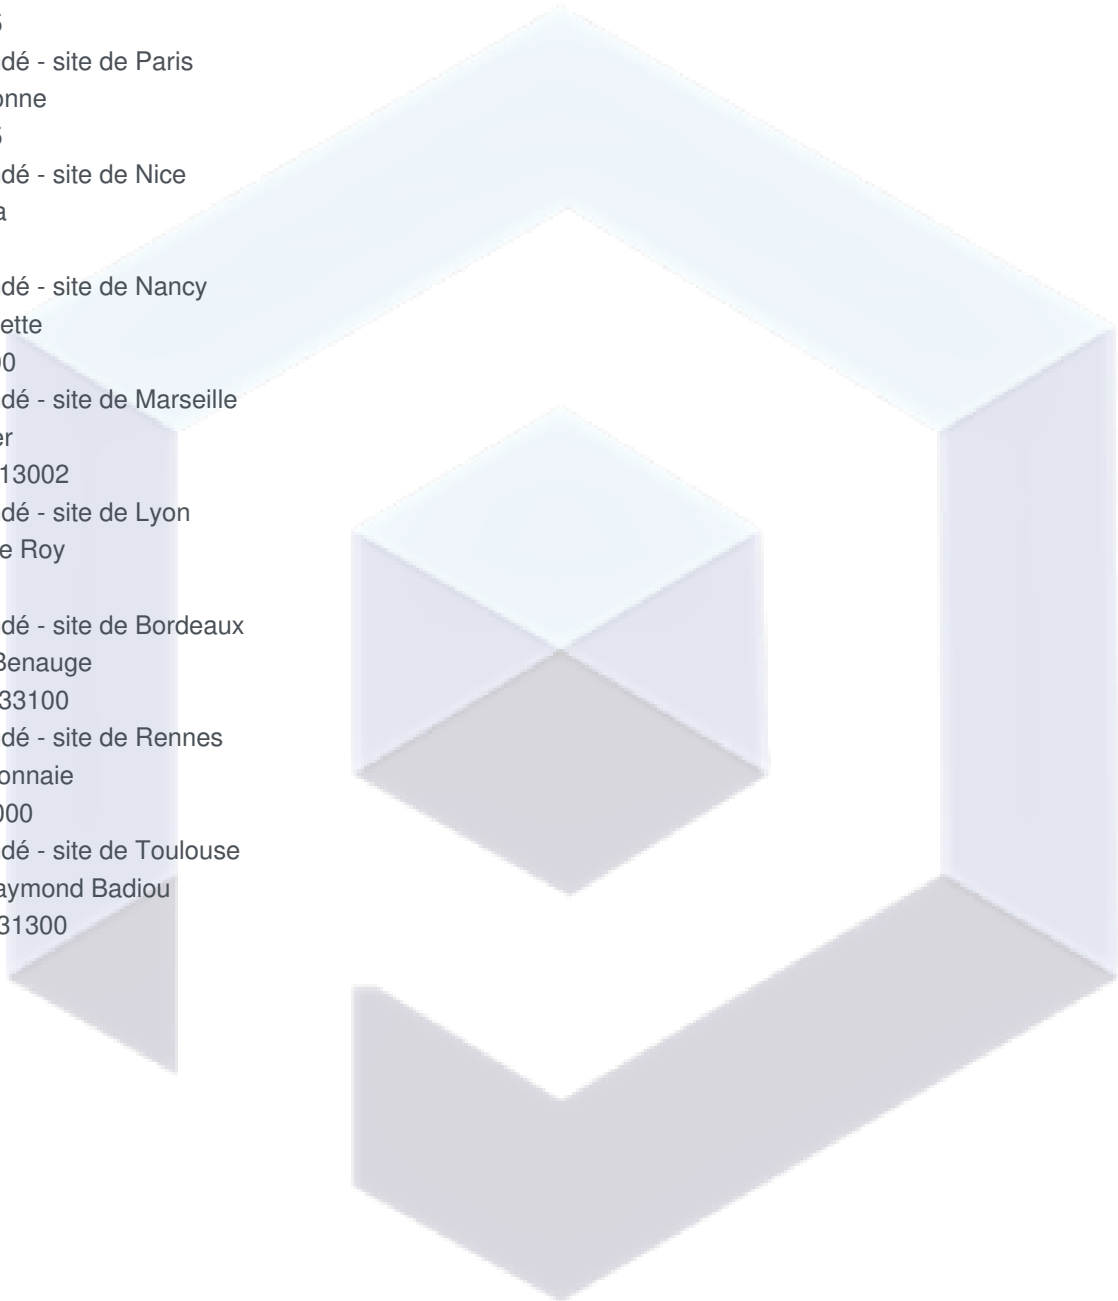 dé - site de Paris
onne
dé - site de Nice
a
dé - site de Nancy
ette
00
dé - site de Marseille
er
13002
dé - site de Lyon
e Roy
dé - site de Bordeaux
Benauge
33100
dé - site de Rennes
onnaie
000
dé - site de Toulouse
aymond Badiou
31300